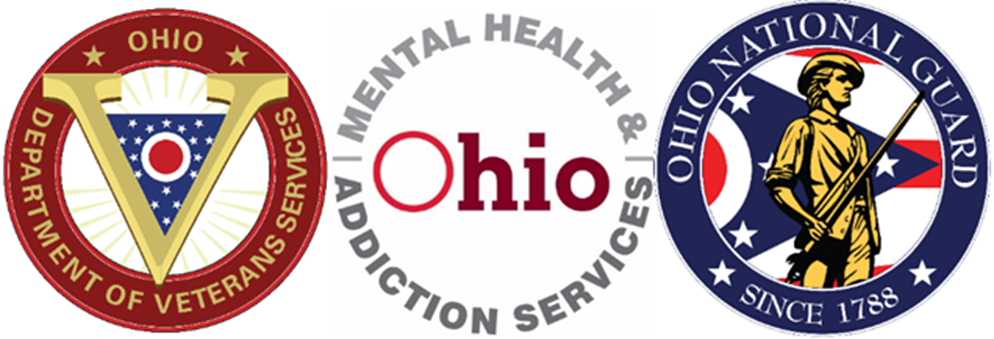 OHIO
DEPARTMENT OF VETERANS SERVICES
MENTAL HEALTH &
Ohio
ADDICTION SERVICES
OHIO NATIONAL GUARD
SINCE 1788